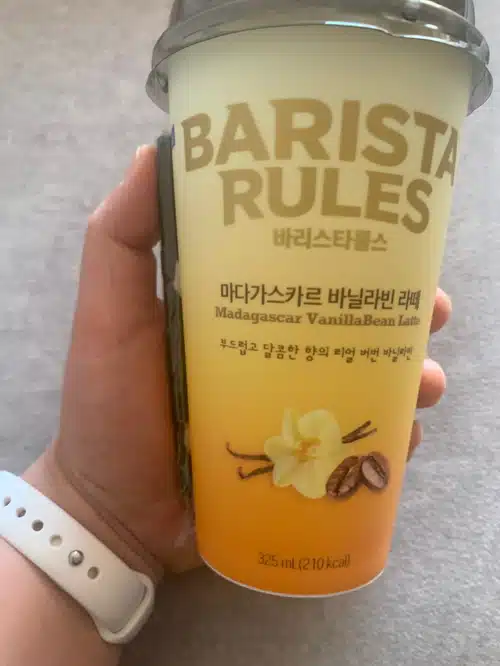 BARISTA
RULES
바리스타룰스
마다가스카르 바닐라빈 라떼
Madagascar VanillaBean Latte
부드럽고 달콤한 향의 리얼 버번 바닐라빈
325 mL(210 kcal)